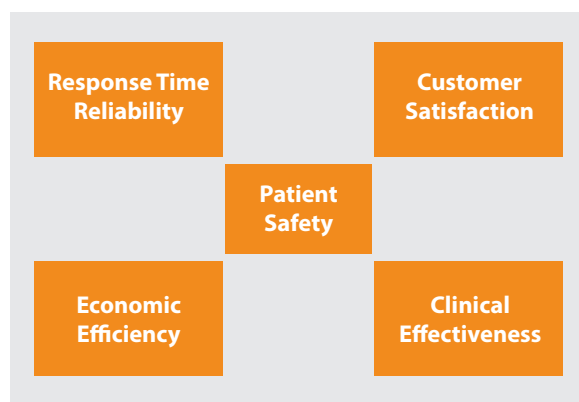 Response Time
Reliability
Customer
Satisfaction
Patient
Safety
Economic
Efficiency
Clinical
Effectiveness